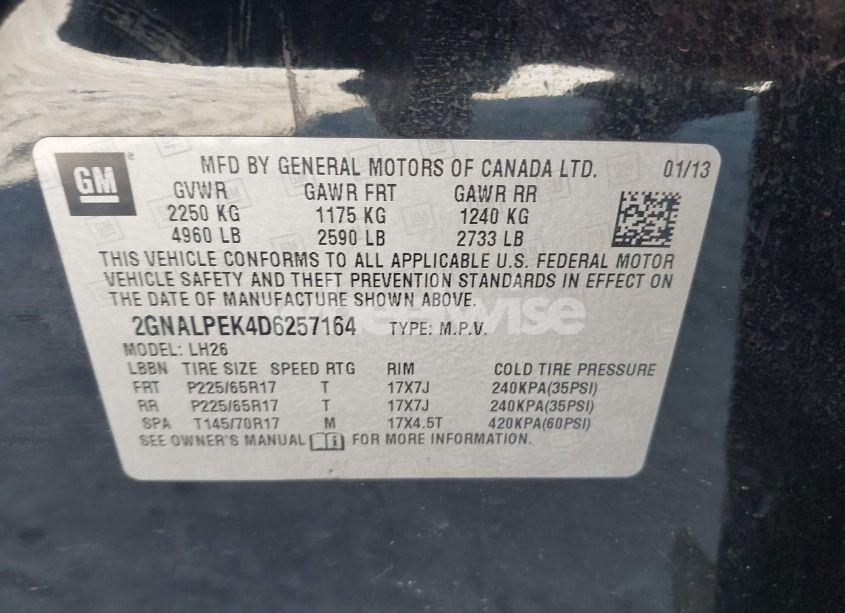 GM ® MFD BY GENERAL MOTORS OF CANADA LTD. 01/13
GVWR GAWR FRT GAWR RR
2250 KG 1175 KG 1240 KG
4960 LB 2590 LB 2733 LB
THIS VEHICLE CONFORMS TO ALL APPLICABLE U.S. FEDERAL MOTOR
VEHICLE SAFETY AND THEFT PREVENTION STANDARDS IN EFFECT ON
THE DATE OF MANUFACTURE SHOWN ABOVE.
2GNALPEK4D6257164 TYPE: M.P.V.
MODEL: LH26
LBBN TIRE SIZE SPEED RTG RIM COLD TIRE PRESSURE
FRT P225/65R17 T 17X7J 240KPA(35PSI)
RR P225/65R17 T 17X7J 240KPA(35PSI)
SPA T145/70R17 M 17X4.5T 420KPA(60PSI)
SEE OWNER'S MANUAL FOR MORE INFORMATION.